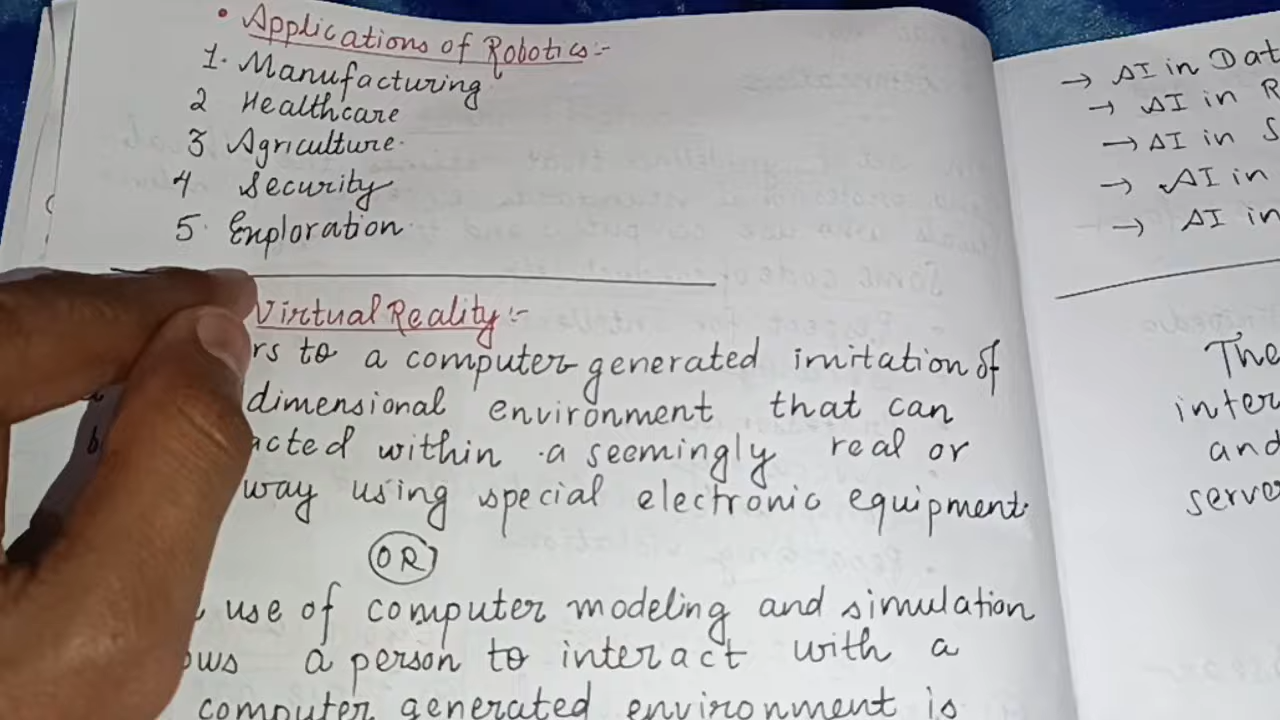 • Applications of Robotics:-
1. Manufacturing
2 Healthcare
3 Agriculture.
4 Security
5. Exploration.
Virtual Reality :-
rs to a computer generated imitation of
dimensional environment that can
acted within a seemingly real or
way using special electronic equipment.
OR
use of computer modeling and simulation
ows a person to interact with a
computer generated environment is
→ AI in Dat
→ AI in R
→ AI in S
→ AI in
→ AI in
The
inter
and
server